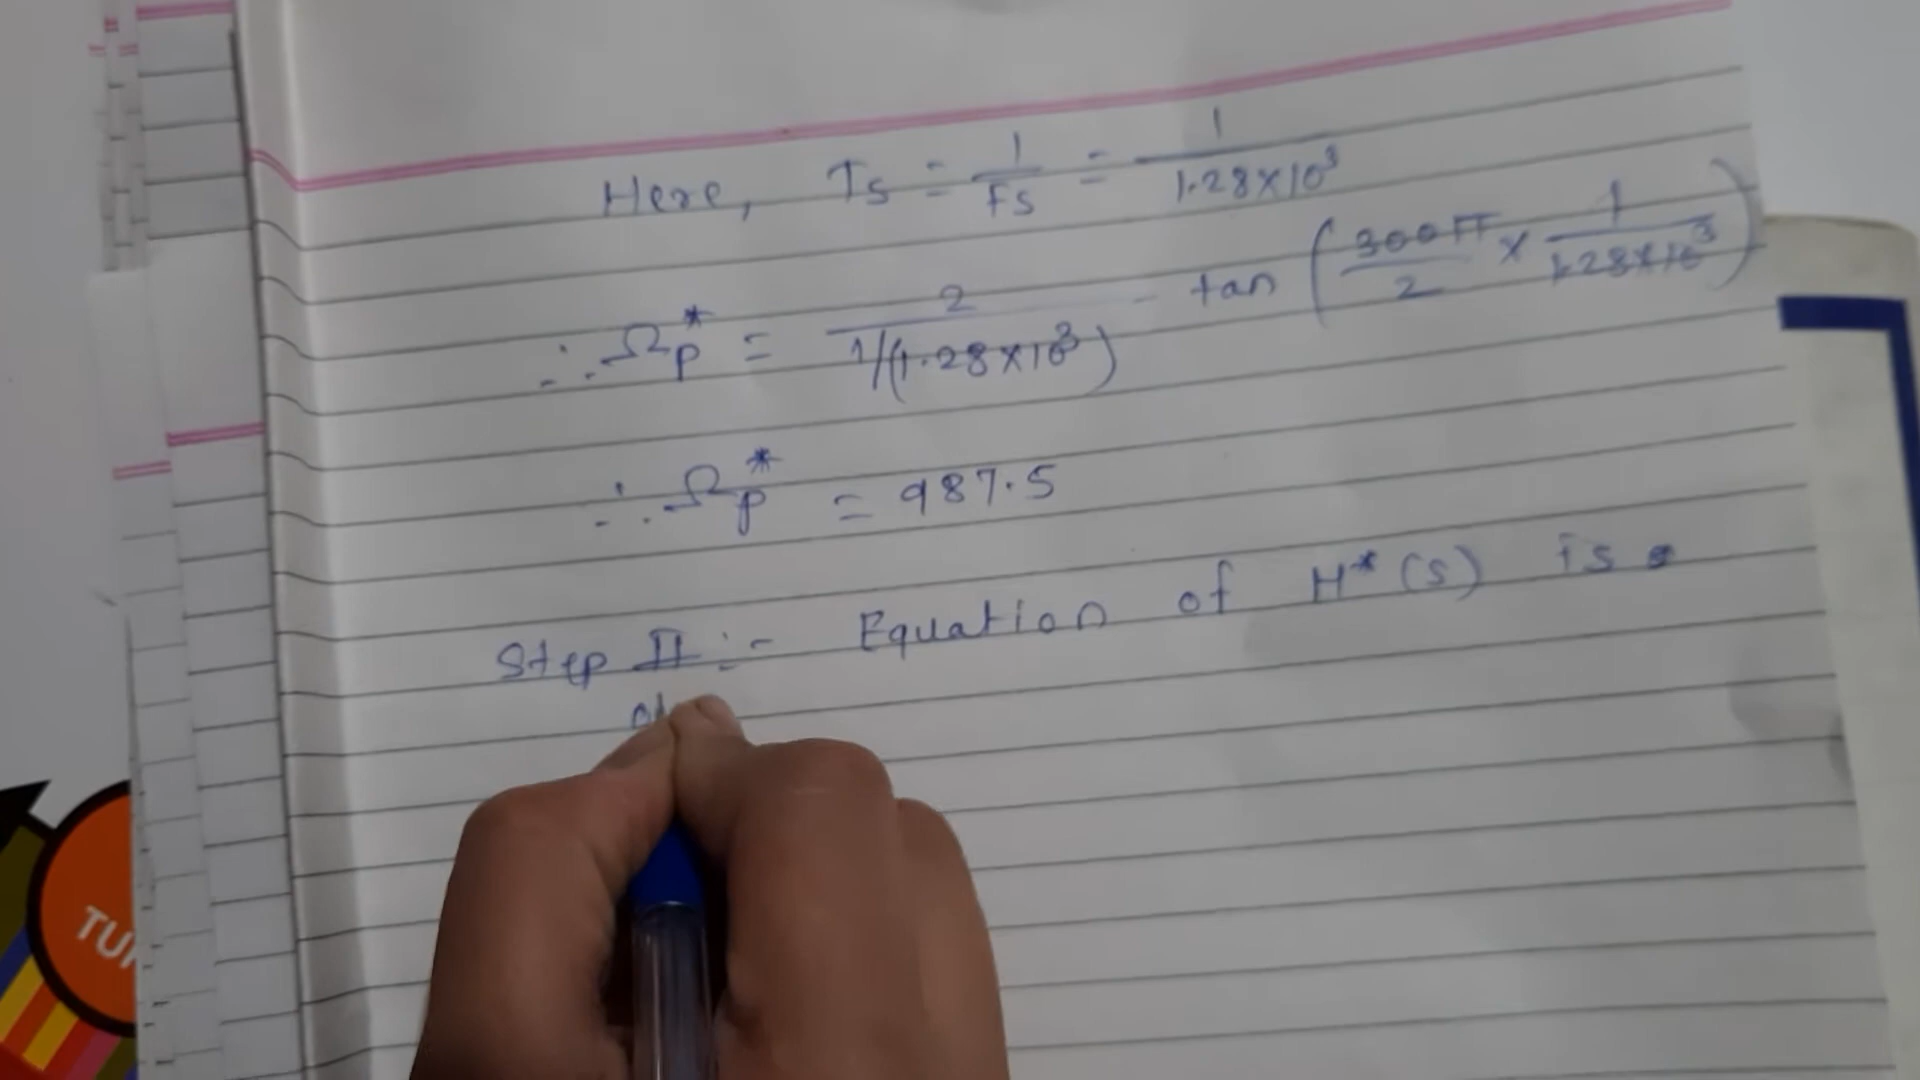 Here, Ts = 1/Fs = 1/1.28×10³
∴ Ωp* = 2/1/(1.28×10³) tan (300π/2 × 1/1.28×10³)
∴ Ωp* = 987.5
Step II :- Equation of H*(s) is
TU